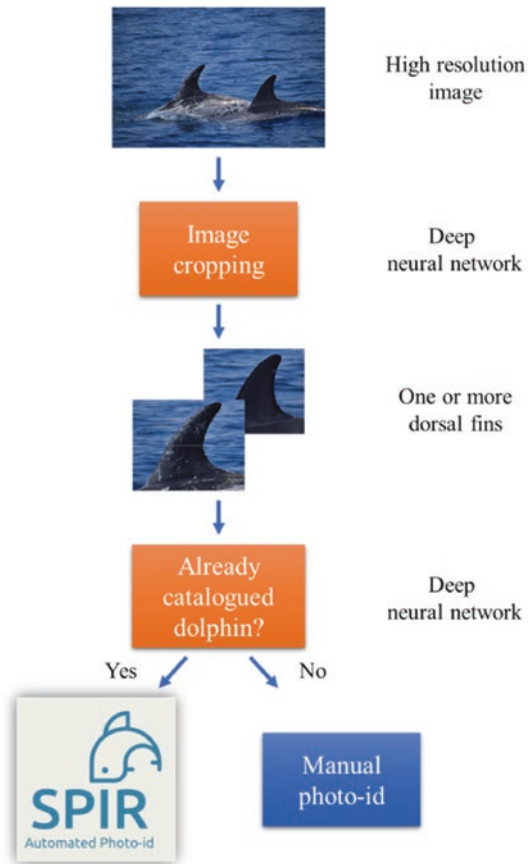 High resolution
image
Image
cropping
Deep
neural network
One or more
dorsal fins
Already
catalogued
dolphin?
Deep
neural network
Yes
No
SPIR
Automated Photo-id
Manual
photo-id